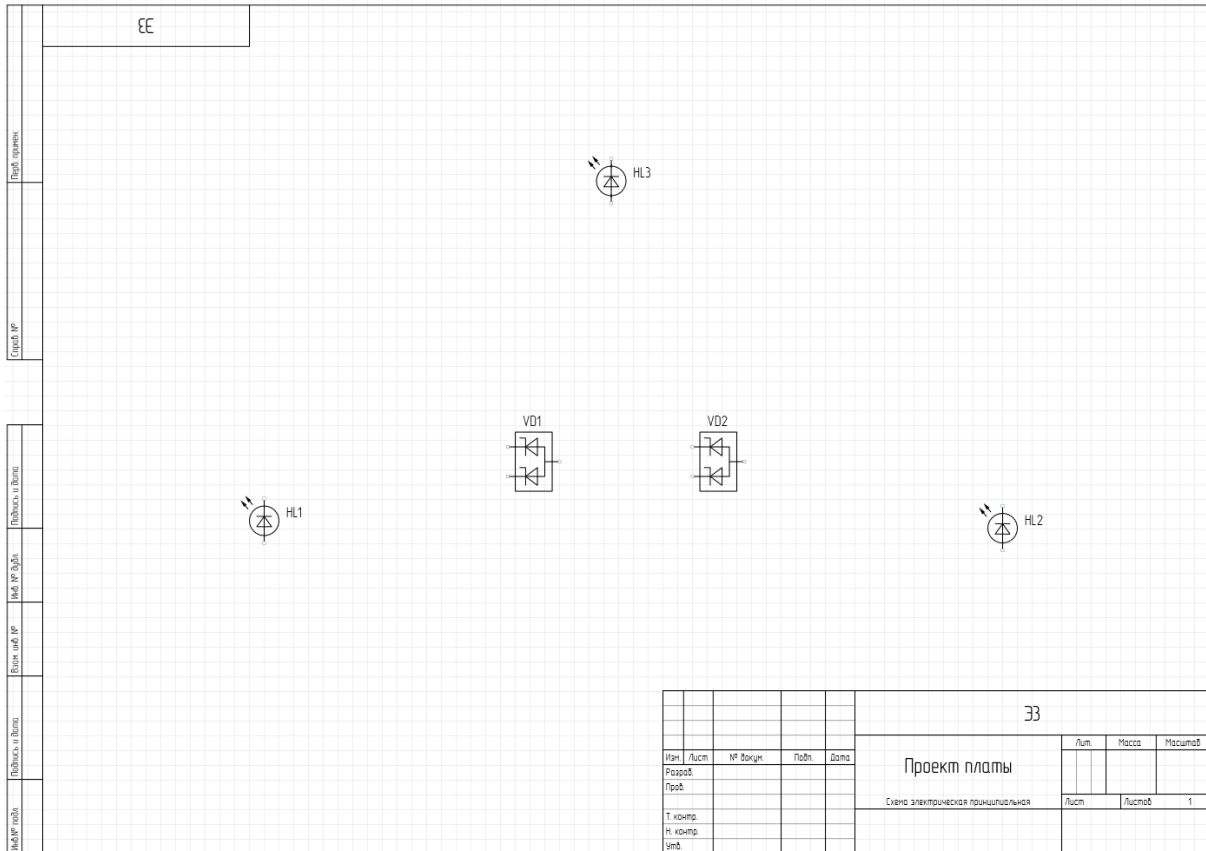 ЭЗ
Перв. примен.
Справ. №
Подпись и дата
Инв. № дубл.
Взам. инв. №
Подпись и дата
Инв № подл.
HL3
VD1
VD2
HL1
HL2
ЭЗ
Изм. Лист № докум. Подп. Дата
Лит. Масса Масштаб
Разраб.
Пров.
Проект платы
Схема электрическая принципиальная
Лист Листов 1
Т. контр.
Н. контр.
Утв.